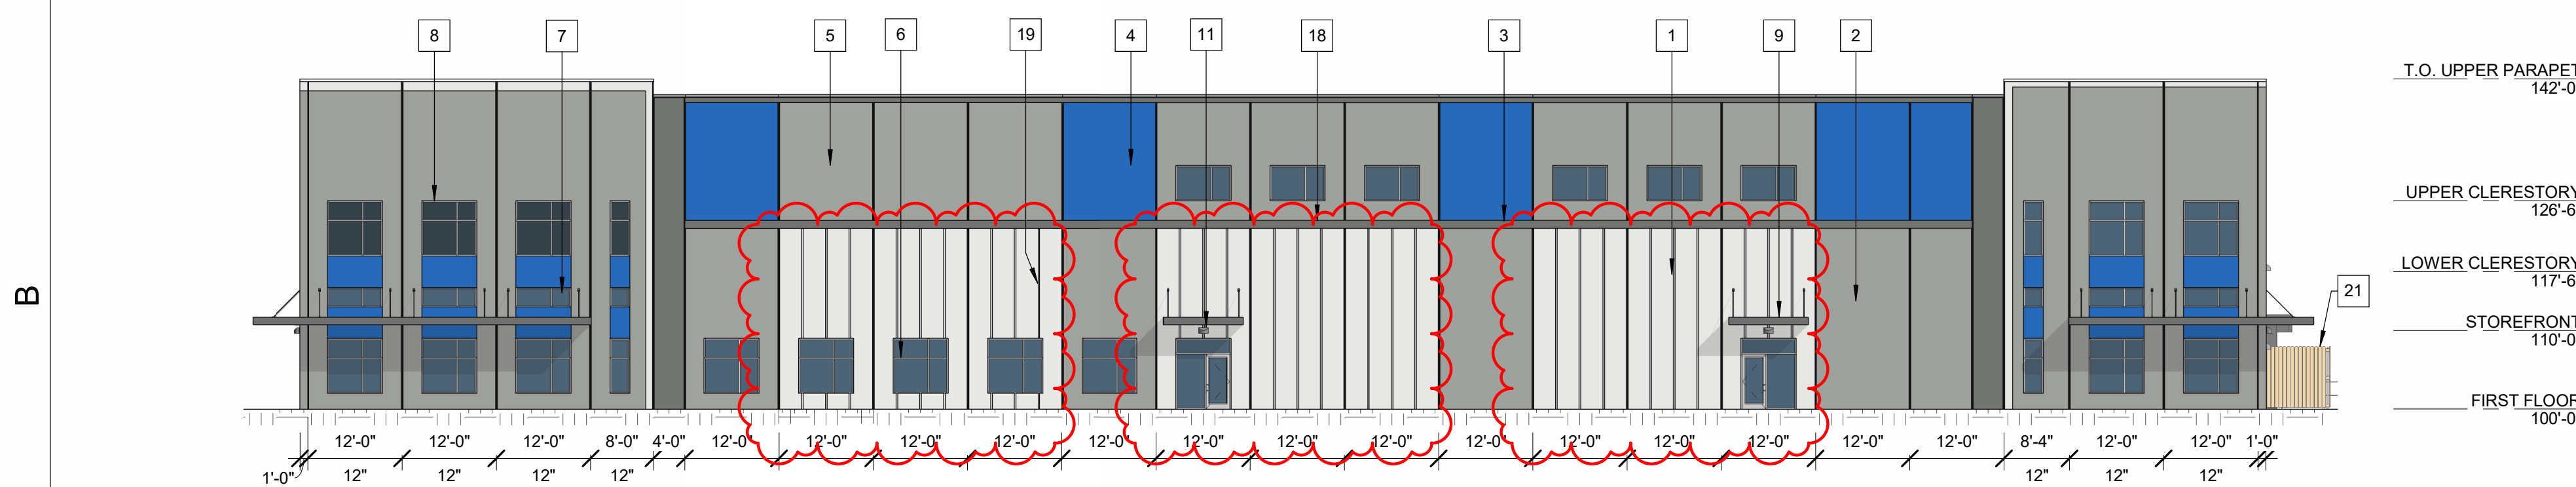 8 7 5 6 19 4 11 18 3 1 9 2
T.O. UPPER PARAPET
142'-0
UPPER CLERESTORY
126'-6
LOWER CLERESTORY
117'-6
21
STOREFRONT
110'-0
B
FIRST FLOOR
100'-0
12'-0" 12'-0" 12'-0" 8'-0" 4'-0" 12'-0" 12'-0" 12'-0" 12'-0" 12'-0" 12'-0" 12'-0" 12'-0" 12'-0" 12'-0" 12'-0" 12'-0" 12'-0" 12'-0" 8'-4" 12'-0" 12'-0" 1'-0"
1'-0" 12" 12" 12" 12" 12" 12" 12"